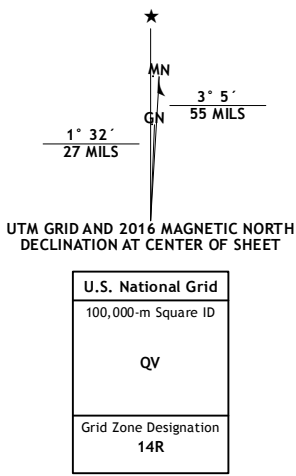 ★
MN
GN
3° 5´
55 MILS
1° 32´
27 MILS
UTM GRID AND 2016 MAGNETIC NORTH
DECLINATION AT CENTER OF SHEET
U.S. National Grid
100,000-m Square ID
QV
Grid Zone Designation
14R